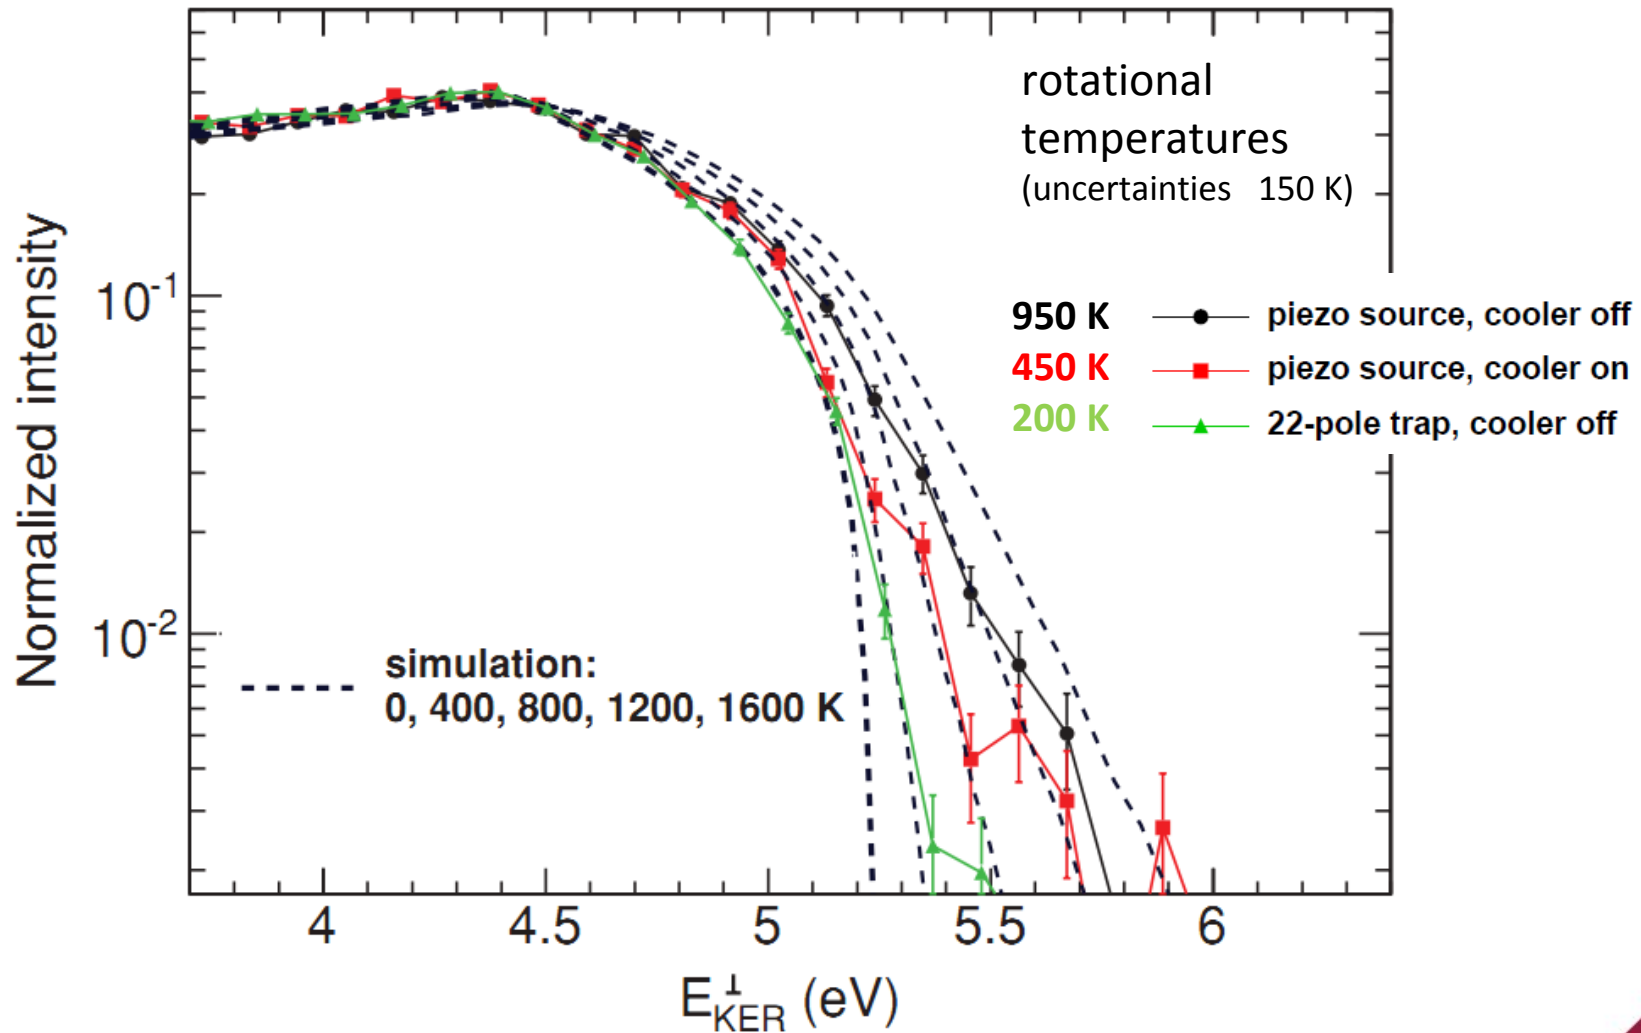 rotational
temperatures
(uncertainties 150 K)
950 K piezo source, cooler off
450 K piezo source, cooler on
200 K 22-pole trap, cooler off
Normalized intensity
10⁻¹
10⁻²
simulation:
0, 400, 800, 1200, 1600 K
4 4.5 5 5.5 6
E⊥KER (eV)